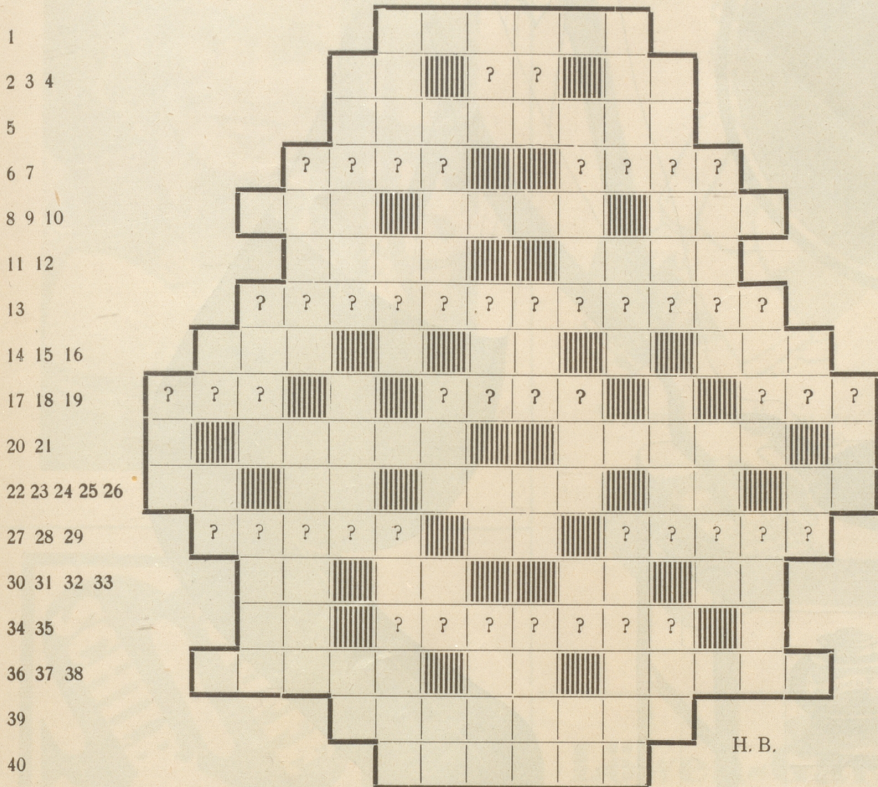 1
2 3 4 ? ?
5
6 7 ? ? ? ? ? ? ? ?
8 9 10
11 12
13 ? ? ? ? ? ? ? ? ? ? ? ?
14 15 16
17 18 19 ? ? ? ? ? ? ? ? ? ?
20 21
22 23 24 25 26
27 28 29 ? ? ? ? ? ? ? ? ? ?
30 31 32 33
34 35 ? ? ? ? ? ? ?
36 37 38
39
H. B.
40